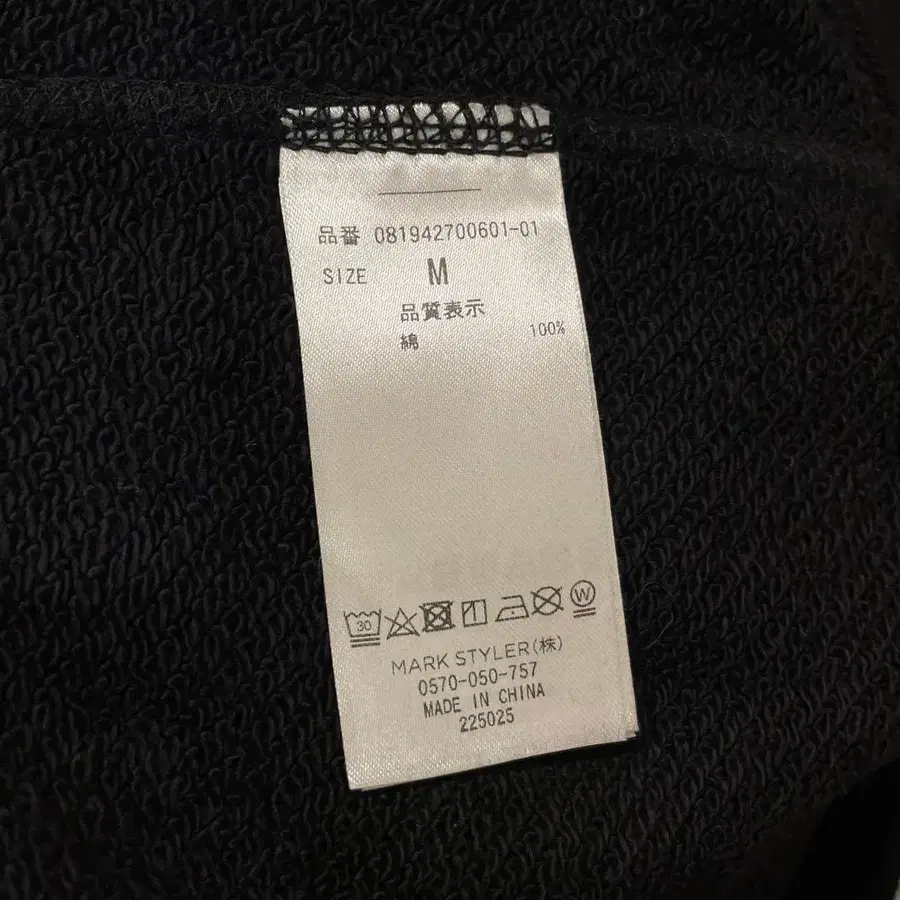 品番 081942700601-01
SIZE M
品質表示
綿 100%
30 W
MARK STYLER(株)
0570-050-757
MADE IN CHINA
225025